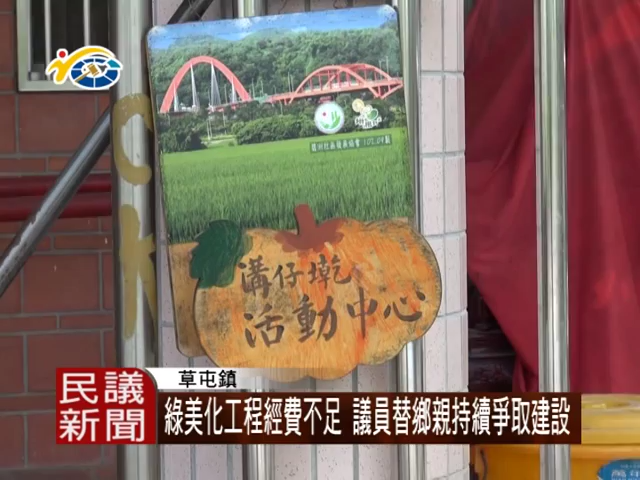 溝仔墘
活動中心
草屯鎮
民議
新聞
綠美化工程經費不足 議員替鄉親持續爭取建設